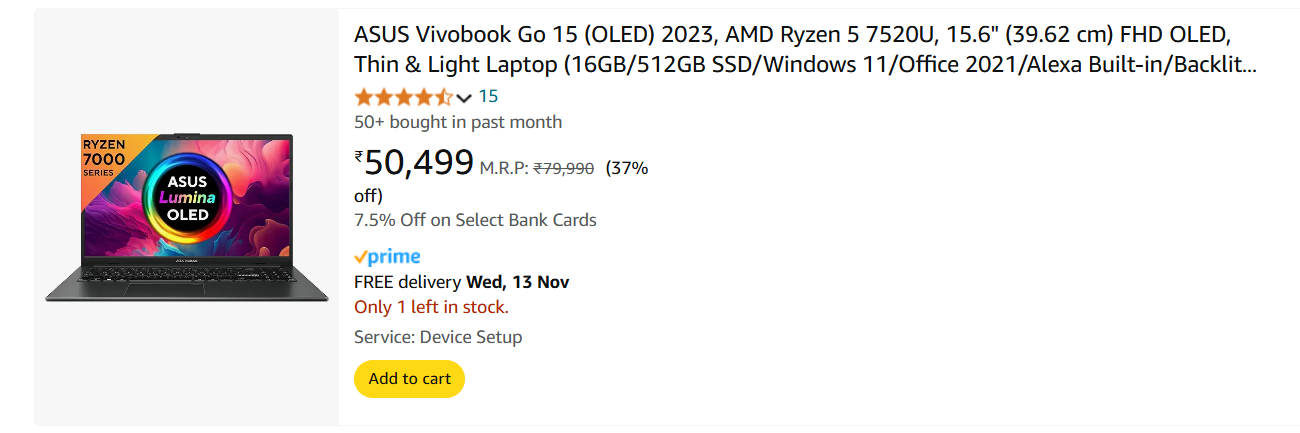 ASUS Vivobook Go 15 (OLED) 2023, AMD Ryzen 5 7520U, 15.6" (39.62 cm) FHD OLED,
Thin & Light Laptop (16GB/512GB SSD/Windows 11/Office 2021/Alexa Built-in/Backlit...
15
50+ bought in past month
₹50,499 M.R.P: ₹79,990 (37%
off)
7.5% Off on Select Bank Cards
prime
FREE delivery Wed, 13 Nov
Only 1 left in stock.
Service: Device Setup
Add to cart
RYZEN
7000
SERIES
ASUS
Lumina
OLED